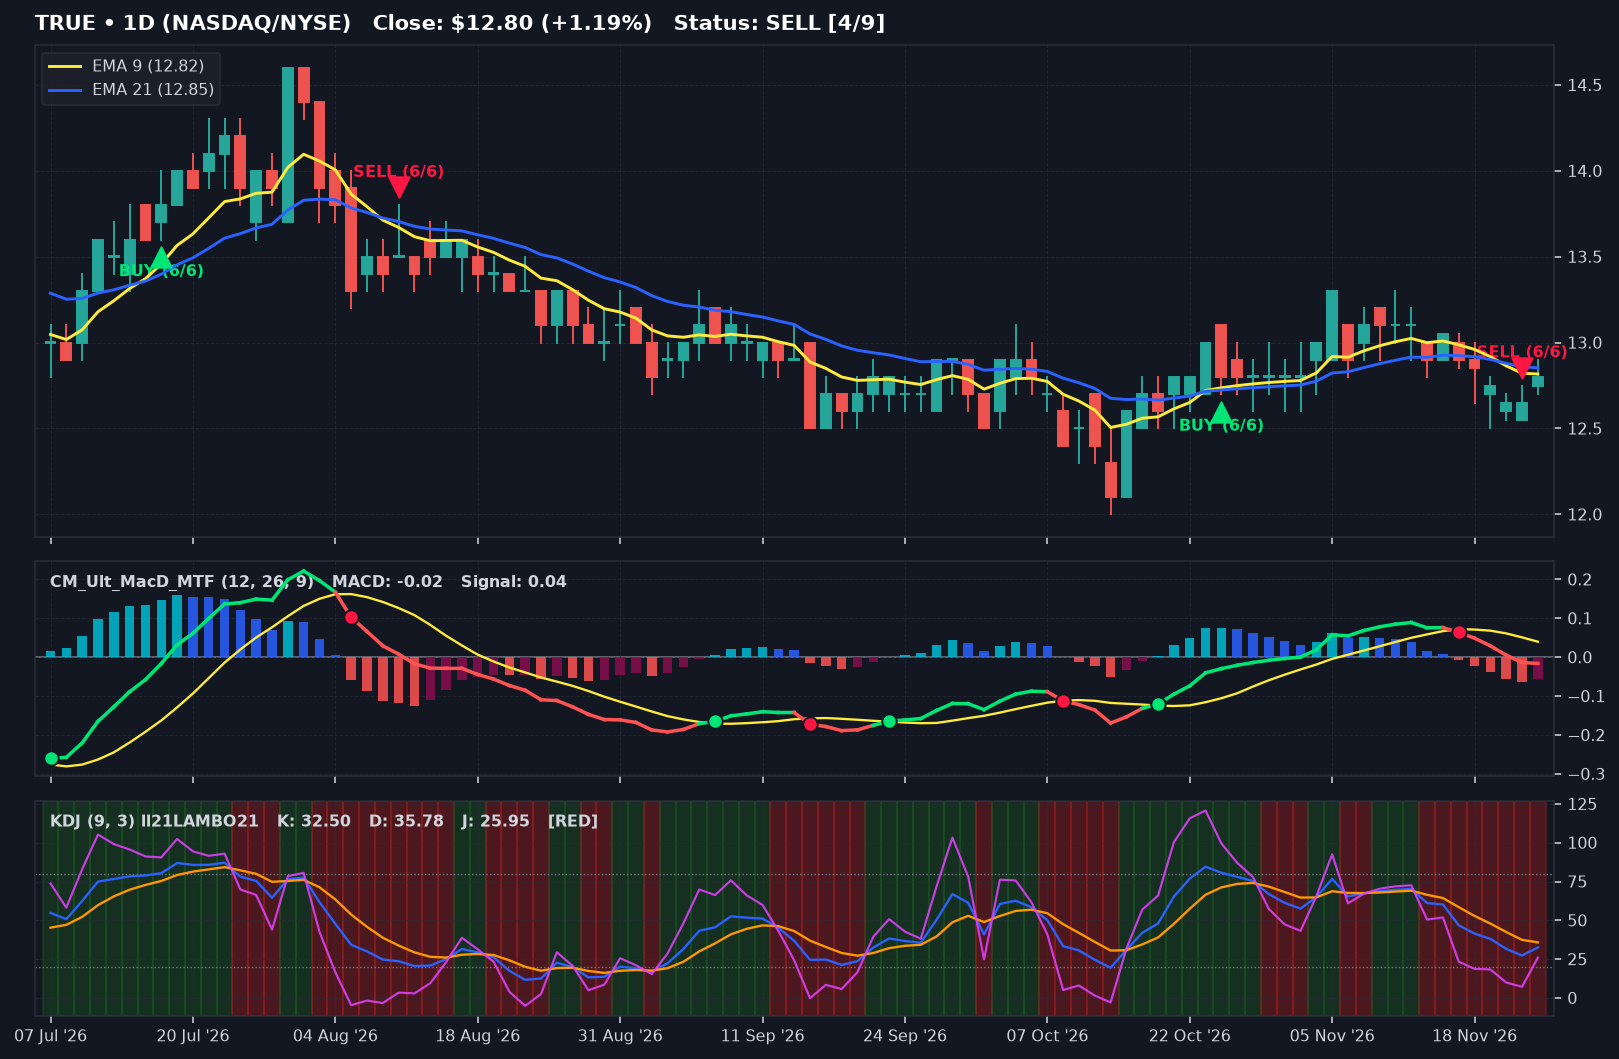 TRUE • 1D (NASDAQ/NYSE)   Close: $12.80 (+1.19%)   Status: SELL [4/9]
EMA 9 (12.82)
EMA 21 (12.85)
14.5
SELL (6/6)
14.0
BUY (6/6)
13.5
13.0
SELL (6/6)
BUY (6/6)
12.5
12.0
CM_Ult_MacD_MTF (12, 26, 9)   MACD: -0.02   Signal: 0.04
0.2
0.1
0.0
−0.1
−0.2
−0.3
KDJ (9, 3) II21LAMBO21   K: 32.50   D: 35.78   J: 25.95   [RED]
125
100
75
50
25
0
07 Jul '26
20 Jul '26
04 Aug '26
18 Aug '26
31 Aug '26
11 Sep '26
24 Sep '26
07 Oct '26
22 Oct '26
05 Nov '26
18 Nov '26